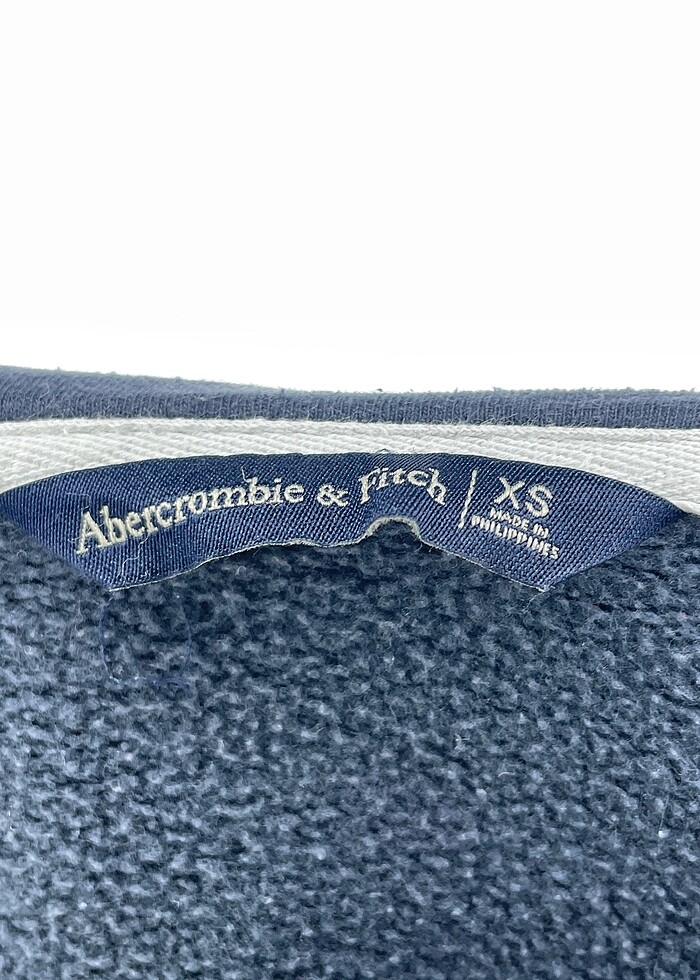 Abercrombie & Fitch | XS
MADE IN
PHILIPPINES